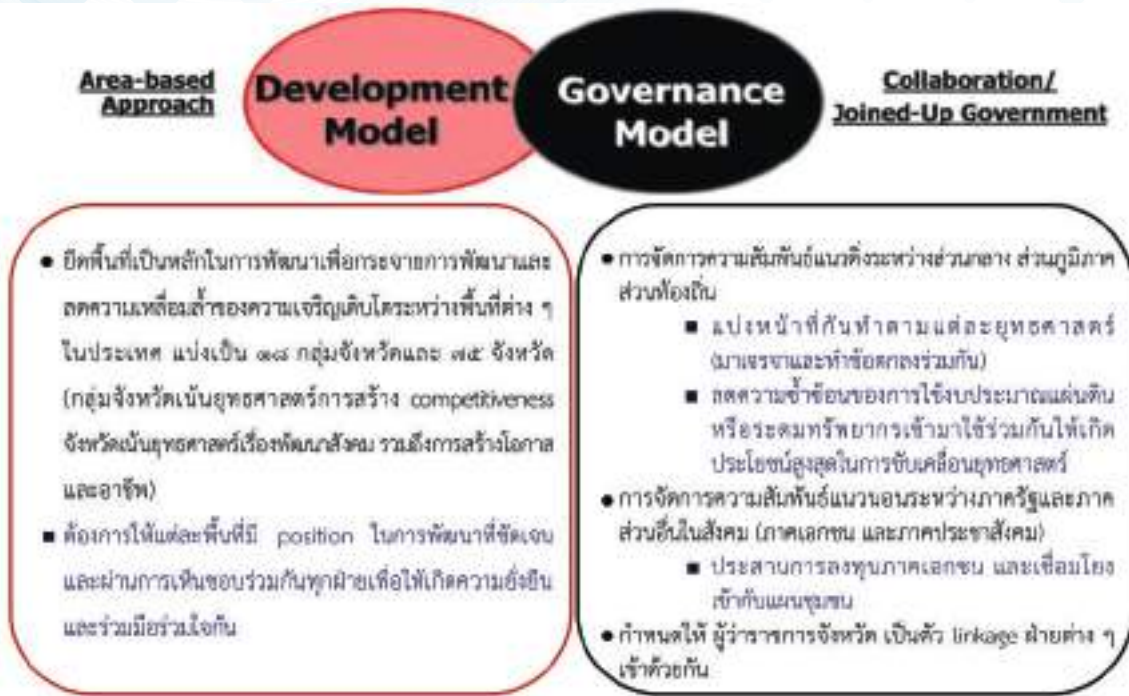 Area-based
Approach
Development
Model
Governance
Model
Collaboration/
Joined-Up Government
● ยึดพื้นที่เป็นหลักในการพัฒนาเพื่อกระจายการพัฒนาและ
ลดความเหลื่อมล้ำของความเจริญเติบโตระหว่างพื้นที่ต่าง ๆ
ในประเทศ แบ่งเป็น ๑๘ กลุ่มจังหวัดและ ๗๕ จังหวัด
(กลุ่มจังหวัดเน้นยุทธศาสตร์การสร้าง competitiveness
จังหวัดเน้นยุทธศาสตร์เรื่องพัฒนาสังคม รวมถึงการสร้างโอกาส
และอาชีพ)
■ ต้องการให้แต่ละพื้นที่มี position ในการพัฒนาที่ชัดเจน
และผ่านการเห็นชอบร่วมกันทุกฝ่ายเพื่อให้เกิดความยั่งยืน
และร่วมมือร่วมใจกัน
● การจัดการความสัมพันธ์แนวดิ่งระหว่างส่วนกลาง ส่วนภูมิภาค
ส่วนท้องถิ่น
■ แบ่งหน้าที่กันทำตามแต่ละยุทธศาสตร์
(มาเจรจาและทำข้อตกลงร่วมกัน)
■ ลดความซ้ำซ้อนของการใช้งบประมาณแผ่นดิน
หรือระดมทรัพยากรเข้ามาใช้ร่วมกันให้เกิด
ประโยชน์สูงสุดในการขับเคลื่อนยุทธศาสตร์
● การจัดการความสัมพันธ์แนวนอนระหว่างภาครัฐและภาค
ส่วนอื่นในสังคม (ภาคเอกชน และภาคประชาสังคม)
■ ประสานการลงทุนภาคเอกชน และเชื่อมโยง
เข้ากับแผนชุมชน
● กำหนดให้ ผู้ว่าราชการจังหวัด เป็นตัว linkage ฝ่ายต่าง ๆ
เข้าด้วยกัน